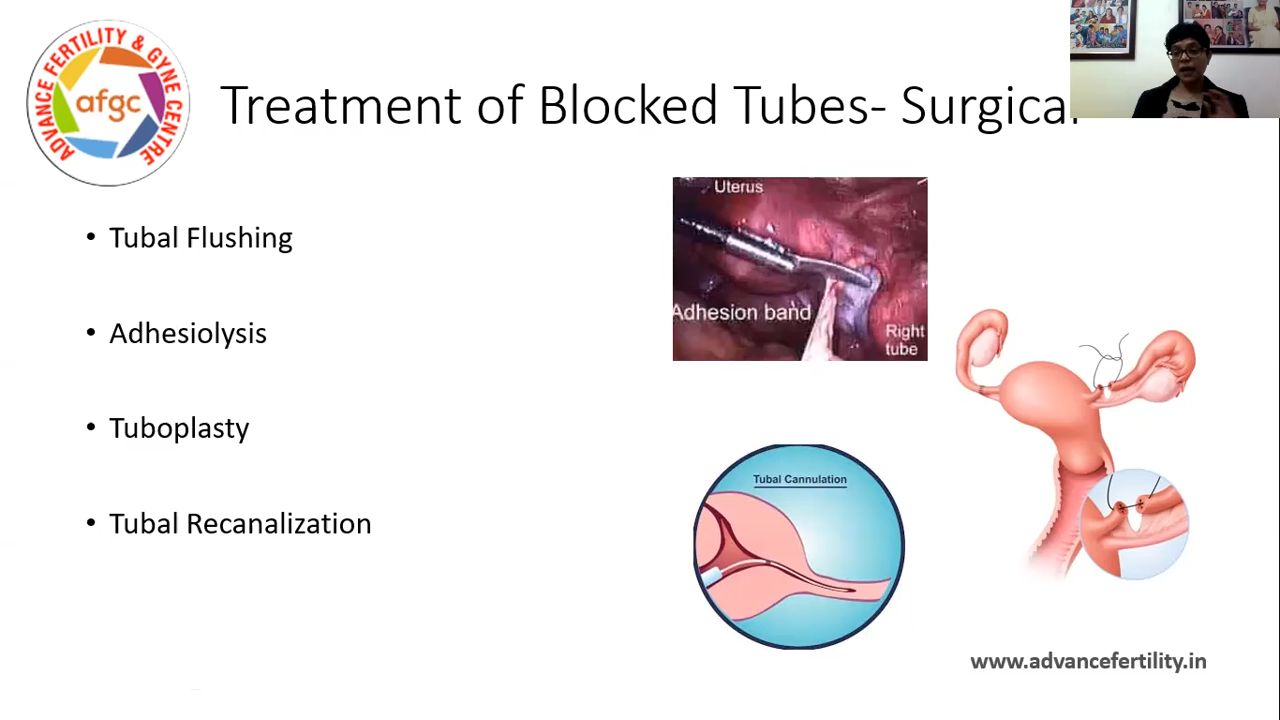 ADVANCE FERTILITY & GYNE CENTRE
afgc
Treatment of Blocked Tubes- Surgical
• Tubal Flushing
• Adhesiolysis
• Tuboplasty
• Tubal Recanalization
Uterus
Adhesion band
Right
tube
Tubal Cannulation
www.advancefertility.in